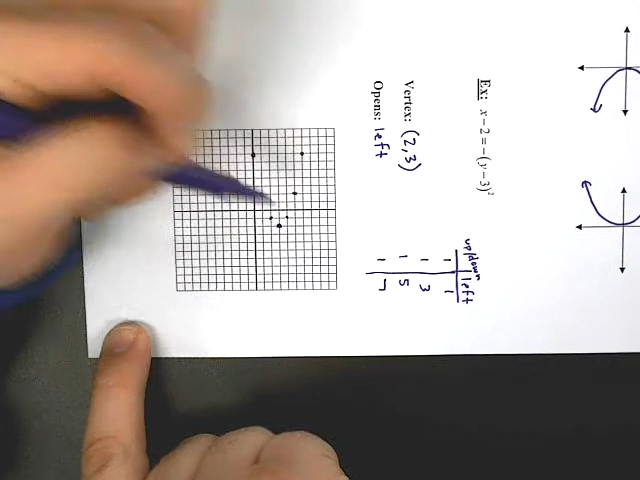 Ex: x − 2 = −(y − 3)²
Vertex: (2,3)
Opens: left
up/down left
1 1
1 3
1 5
1 7